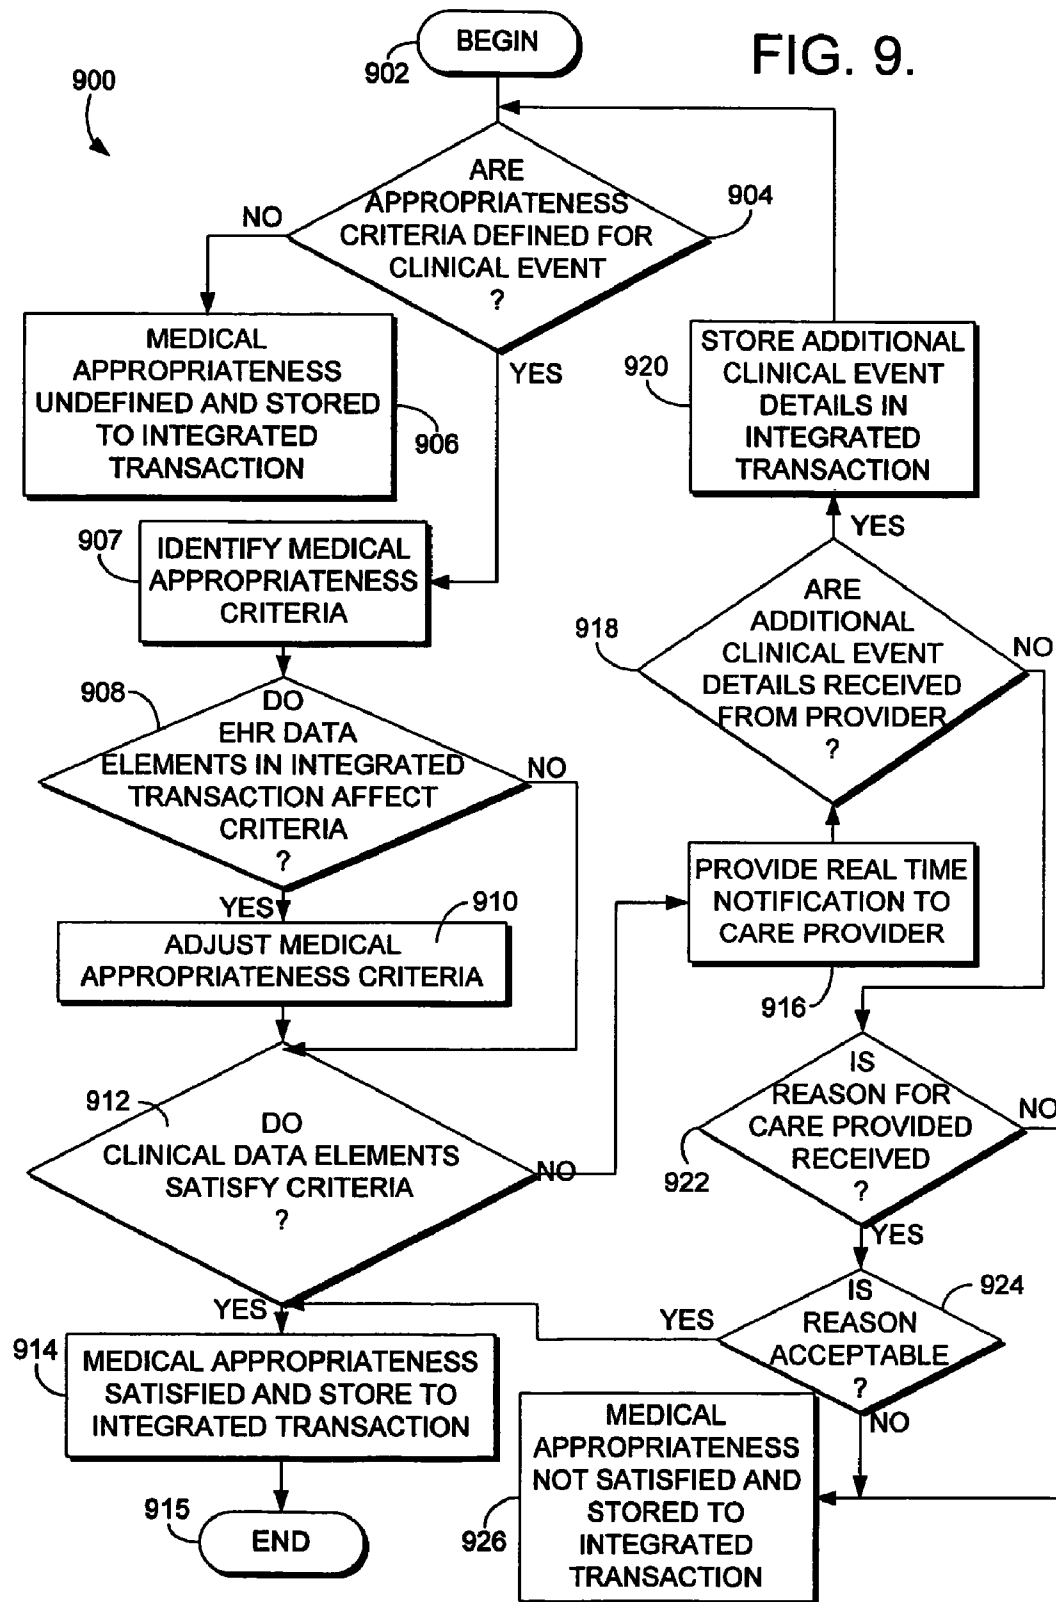 BEGIN
902
FIG. 9.
900
ARE
APPROPRIATENESS
CRITERIA DEFINED FOR
CLINICAL EVENT
?
904
NO
YES
MEDICAL
APPROPRIATENESS
UNDEFINED AND STORED
TO INTEGRATED
TRANSACTION
906
STORE ADDITIONAL
CLINICAL EVENT
DETAILS IN
INTEGRATED
TRANSACTION
920
YES
907
IDENTIFY MEDICAL
APPROPRIATENESS
CRITERIA
ARE
ADDITIONAL
CLINICAL EVENT
DETAILS RECEIVED
FROM PROVIDER
?
918
NO
908
DO
EHR DATA
ELEMENTS IN INTEGRATED
TRANSACTION AFFECT
CRITERIA
?
NO
YES
910
ADJUST MEDICAL
APPROPRIATENESS CRITERIA
PROVIDE REAL TIME
NOTIFICATION TO
CARE PROVIDER
916
912
DO
CLINICAL DATA ELEMENTS
SATISFY CRITERIA
?
NO
YES
IS
REASON FOR
CARE PROVIDED
RECEIVED
?
922
NO
YES
IS
REASON
ACCEPTABLE
?
924
YES
NO
914
MEDICAL APPROPRIATENESS
SATISFIED AND STORE TO
INTEGRATED TRANSACTION
915
END
MEDICAL
APPROPRIATENESS
NOT SATISFIED AND
STORED TO
INTEGRATED
TRANSACTION
926